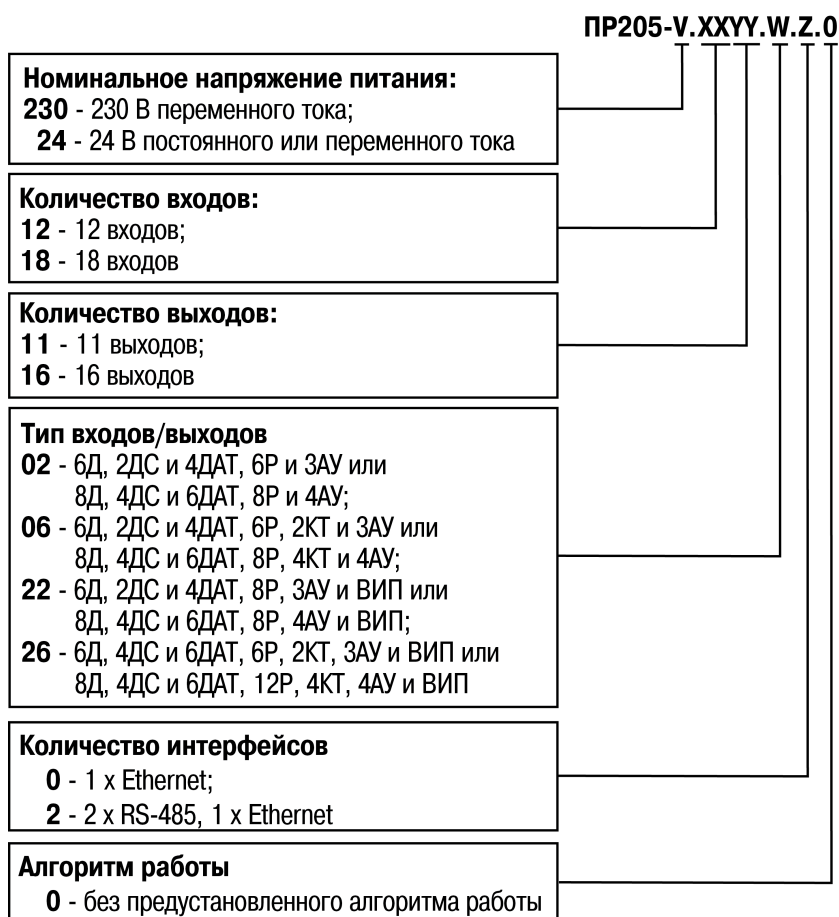 ПР205-V.XXYY.W.Z.0
Номинальное напряжение питания:
230 - 230 В переменного тока;
24 - 24 В постоянного или переменного тока
Количество входов:
12 - 12 входов;
18 - 18 входов
Количество выходов:
11 - 11 выходов;
16 - 16 выходов
Тип входов/выходов
02 - 6Д, 2ДС и 4ДАТ, 6Р и 3АУ или
8Д, 4ДС и 6ДАТ, 8Р и 4АУ;
06 - 6Д, 2ДС и 4ДАТ, 6Р, 2КТ и 3АУ или
8Д, 4ДС и 6ДАТ, 8Р, 4КТ и 4АУ;
22 - 6Д, 2ДС и 4ДАТ, 8Р, 3АУ и ВИП или
8Д, 4ДС и 6ДАТ, 8Р, 4АУ и ВИП;
26 - 6Д, 4ДС и 6ДАТ, 6Р, 2КТ, 3АУ и ВИП или
8Д, 4ДС и 6ДАТ, 12Р, 4КТ, 4АУ и ВИП
Количество интерфейсов
0 - 1 x Ethernet;
2 - 2 x RS-485, 1 x Ethernet
Алгоритм работы
0 - без предустановленного алгоритма работы